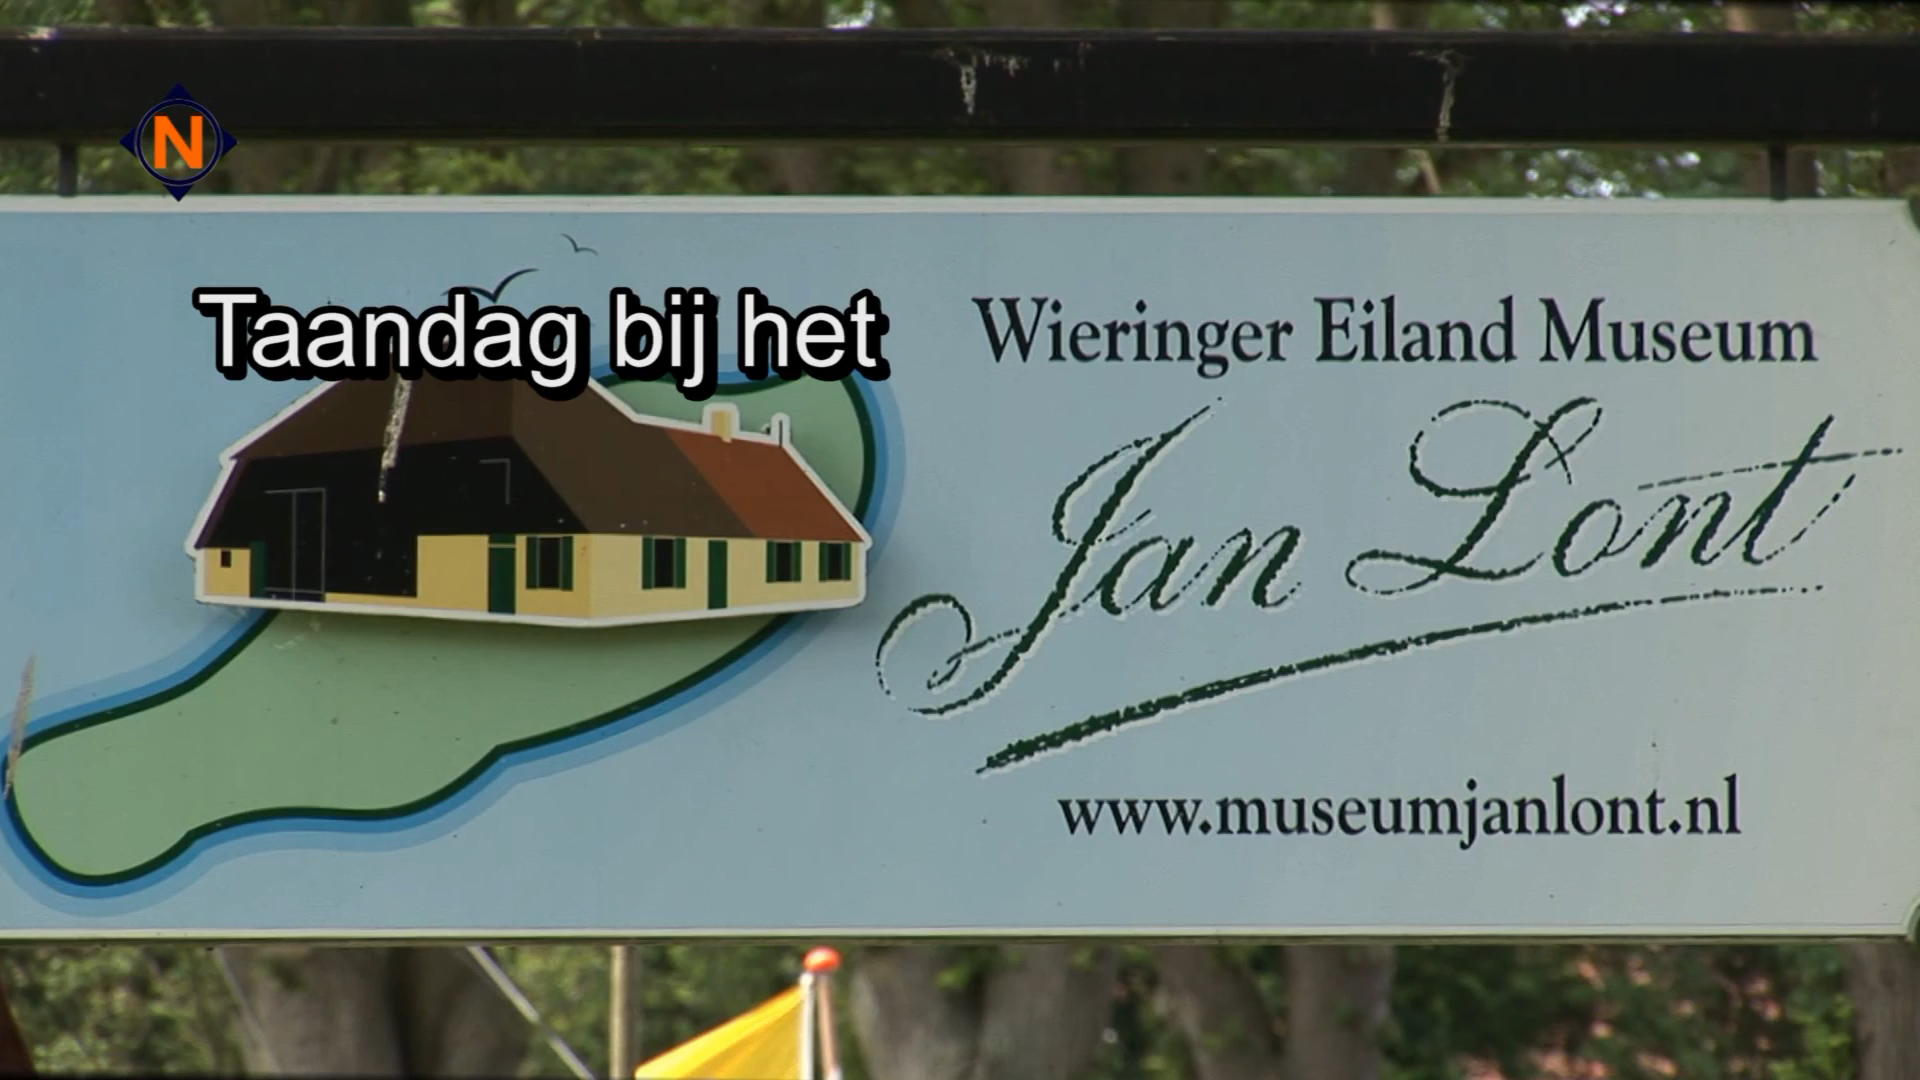 N
Taandag bij het
Wieringer Eiland Museum
Jan Lont
www.museumjanlont.nl